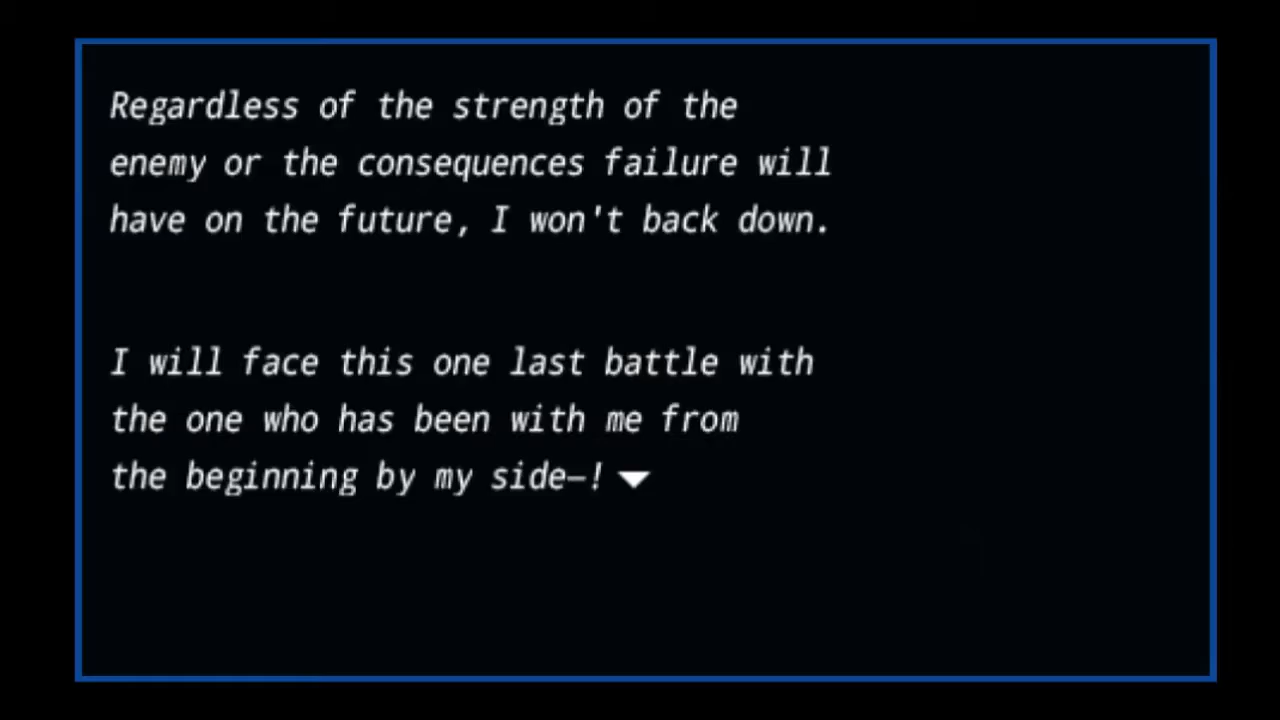 Regardless of the strength of the
enemy or the consequences failure will
have on the future, I won't back down.
I will face this one last battle with
the one who has been with me from
the beginning by my side—!